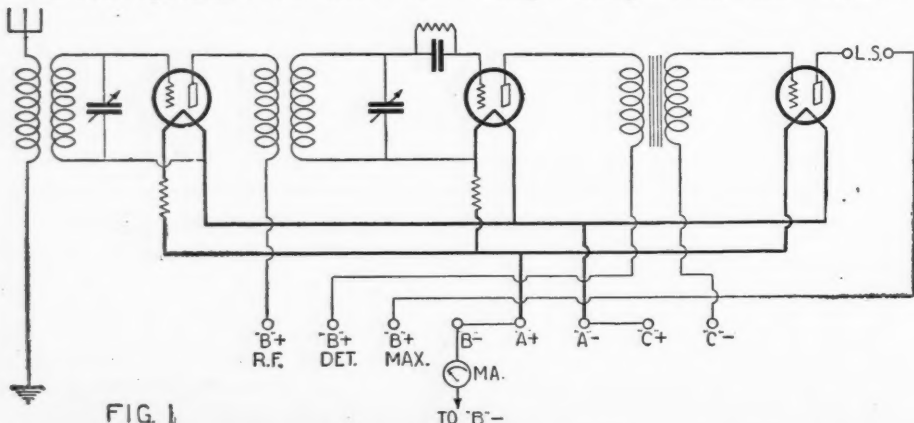 L.S.
"B"+ "B"+ "B"+ B- "A"+ "A"- "C"+ "C"-
R.F. DET. MAX.
MA.
FIG. 1 TO "B"-